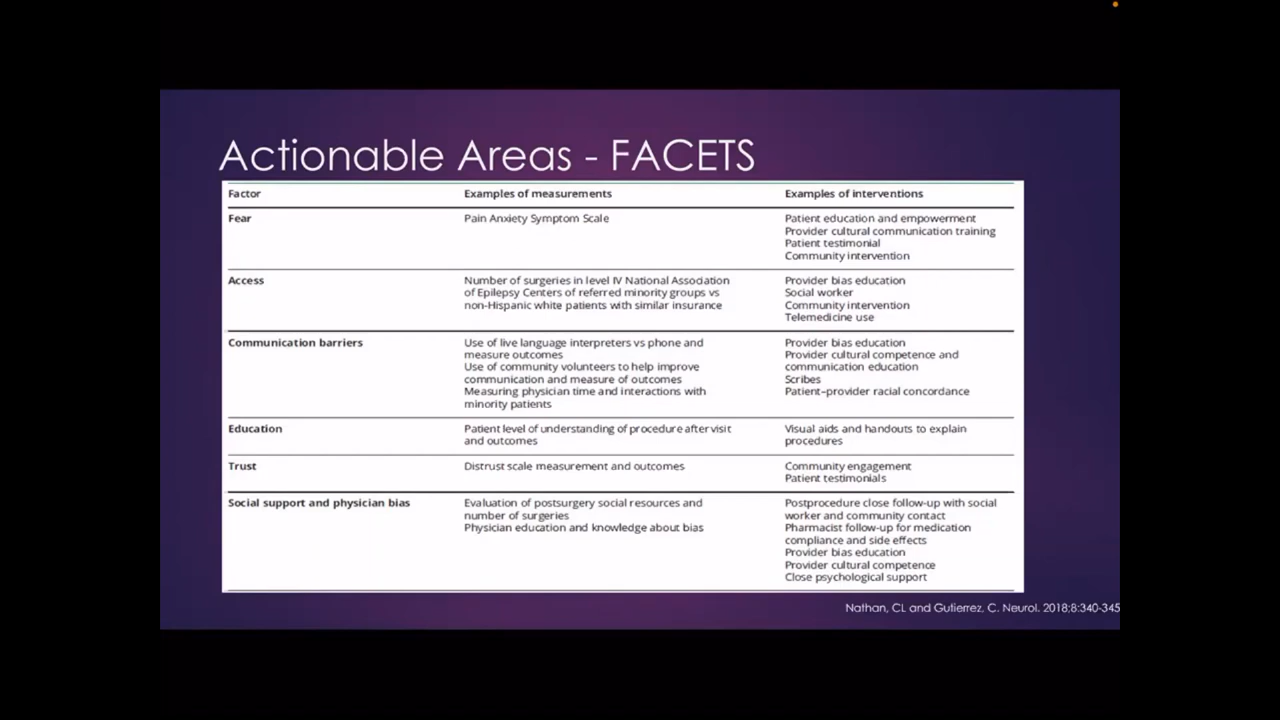 Actionable Areas - FACETS
Factor
Examples of measurements
Examples of interventions
Fear
Pain Anxiety Symptom Scale
Patient education and empowerment
Provider cultural communication training
Patient testimonial
Community intervention
Access
Number of surgeries in level IV National Association
of Epilepsy Centers of referred minority groups vs
non-Hispanic white patients with similar insurance
Provider bias education
Social worker
Community intervention
Telemedicine use
Communication barriers
Use of live language interpreters vs phone and
measure outcomes
Use of community volunteers to help improve
communication and measure of outcomes
Measuring physician time and interactions with
minority patients
Provider bias education
Provider cultural competence and
communication education
Scribes
Patient–provider racial concordance
Education
Patient level of understanding of procedure after visit
and outcomes
Visual aids and handouts to explain
procedures
Trust
Distrust scale measurement and outcomes
Community engagement
Patient testimonials
Social support and physician bias
Evaluation of postsurgery social resources and
number of surgeries
Physician education and knowledge about bias
Postprocedure close follow-up with social
worker and community contact
Pharmacist follow-up for medication
compliance and side effects
Provider bias education
Provider cultural competence
Close psychological support
Nathan, CL and Gutierrez, C. Neurol. 2018;8:340-345